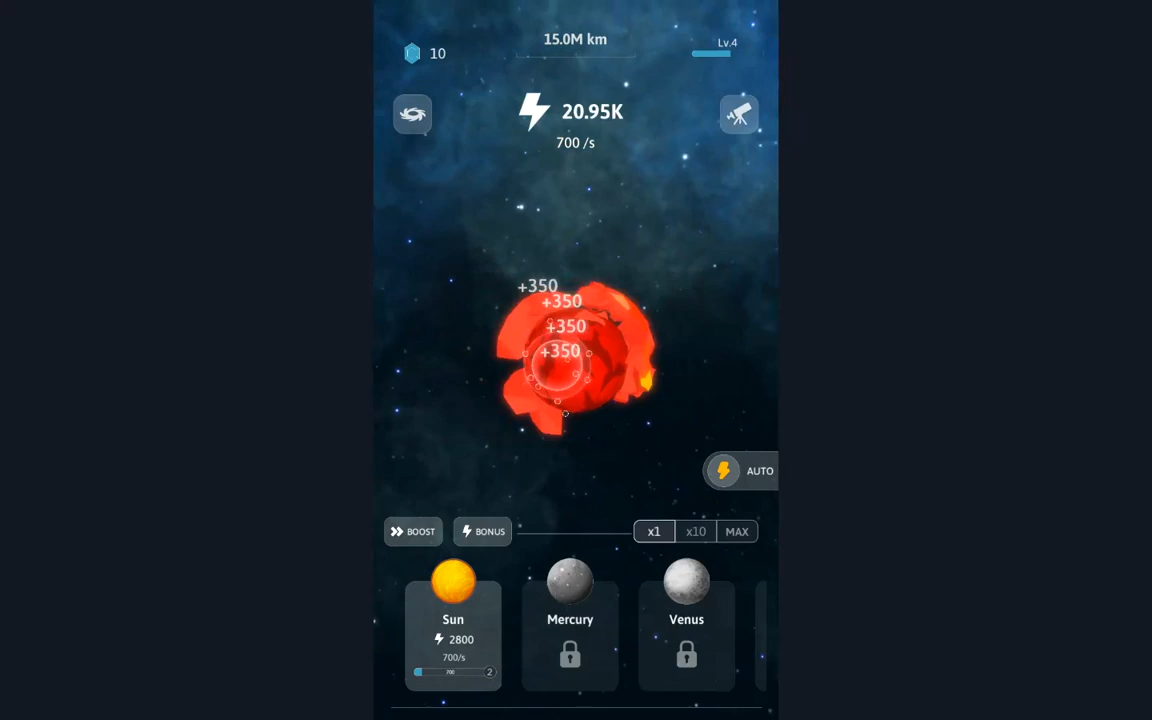 15.0M km
10
Lv.4
20.95K
700 /s
+350
+350
+350
+350
AUTO
BOOST
BONUS
x1
x10
MAX
Sun
2800
700/s
700
2
Mercury
Venus